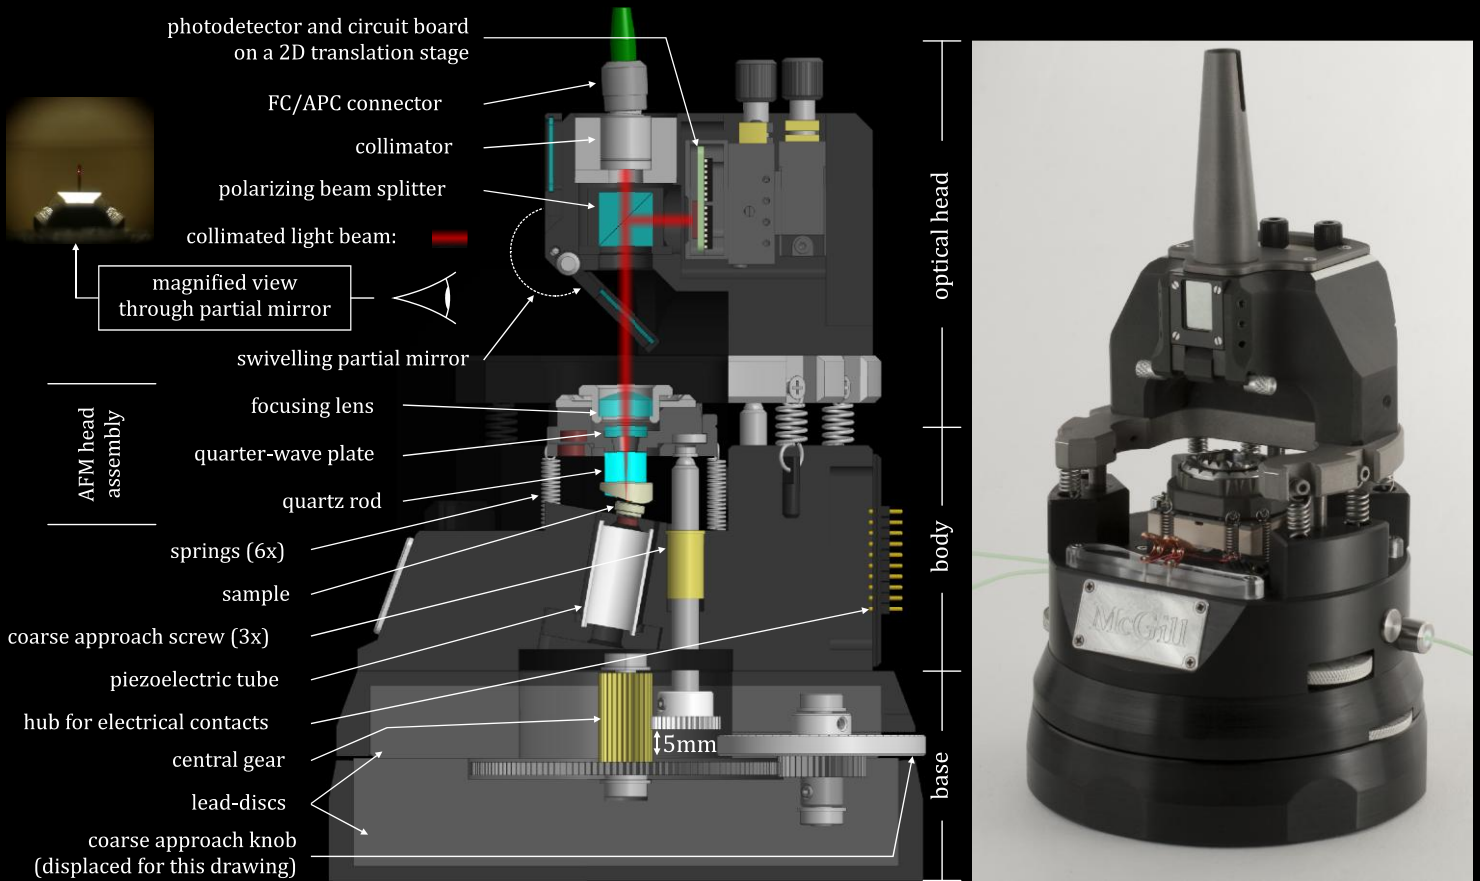 photodetector and circuit board
on a 2D translation stage
FC/APC connector
collimator
polarizing beam splitter
collimated light beam:
magnified view
through partial mirror
swivelling partial mirror
AFM head
assembly
focusing lens
quarter-wave plate
quartz rod
springs (6x)
sample
coarse approach screw (3x)
piezoelectric tube
hub for electrical contacts
central gear
lead-discs
coarse approach knob
(displaced for this drawing)
5mm
optical head
body
base
McGill